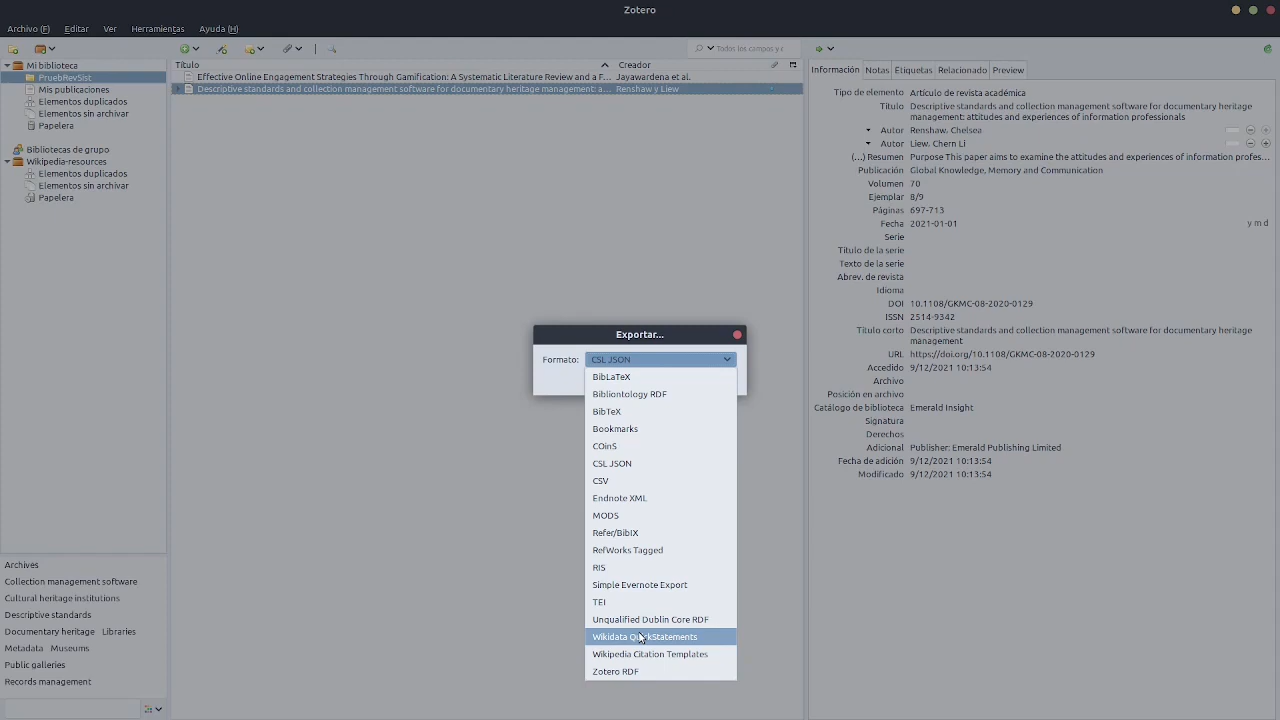 Zotero
Archivo (F) Editar Ver Herramientas Ayuda (H)
Todos los campos y e
Mi biblioteca
PruebRevSist
Mis publicaciones
Elementos duplicados
Elementos sin archivar
Papelera
Bibliotecas de grupo
Wikipedia-resources
Elementos duplicados
Elementos sin archivar
Papelera
Archives
Collection management software
Cultural heritage institutions
Descriptive standards
Documentary heritage Libraries
Metadata Museums
Public galleries
Records management
Título Creador
Effective Online Engagement Strategies Through Gamification: A Systematic Literature Review and a F... Jayawardena et al.
Descriptive standards and collection management software for documentary heritage management: a... Renshaw y Liew
Exportar...
Formato: CSL JSON
BibLaTeX
Bibliontology RDF
BibTeX
Bookmarks
COinS
CSL JSON
CSV
Endnote XML
MODS
Refer/BibIX
RefWorks Tagged
RIS
Simple Evernote Export
TEI
Unqualified Dublin Core RDF
Wikidata QuickStatements
Wikipedia Citation Templates
Zotero RDF
Información Notas Etiquetas Relacionado Preview
Tipo de elemento Artículo de revista académica
Título Descriptive standards and collection management software for documentary heritage
management: attitudes and experiences of information professionals
Autor Renshaw, Chelsea
Autor Liew, Chern Li
(...) Resumen Purpose This paper aims to examine the attitudes and experiences of information profes...
Publicación Global Knowledge, Memory and Communication
Volumen 70
Ejemplar 8/9
Páginas 697-713
Fecha 2021-01-01 y m d
Serie
Título de la serie
Texto de la serie
Abrev. de revista
Idioma
DOI 10.1108/GKMC-08-2020-0129
ISSN 2514-9342
Título corto Descriptive standards and collection management software for documentary heritage
management
URL https://doi.org/10.1108/GKMC-08-2020-0129
Accedido 9/12/2021 10:13:54
Archivo
Posición en archivo
Catálogo de biblioteca Emerald Insight
Signatura
Derechos
Adicional Publisher: Emerald Publishing Limited
Fecha de adición 9/12/2021 10:13:54
Modificado 9/12/2021 10:13:54